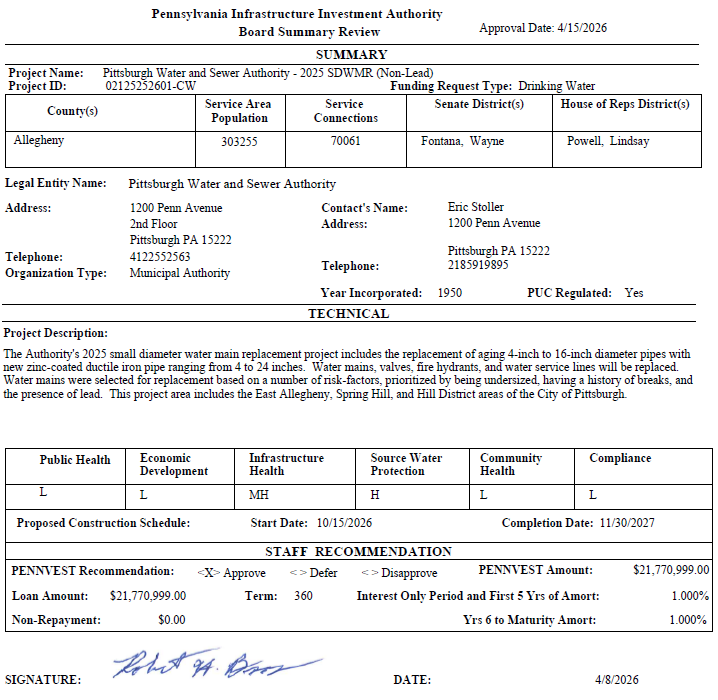 Pennsylvania Infrastructure Investment Authority
Board Summary Review
Approval Date: 4/15/2026
SUMMARY
Project Name: Pittsburgh Water and Sewer Authority - 2025 SDWMR (Non-Lead)
Project ID: 02125252601-CW Funding Request Type: Drinking Water
County(s) Service Area Population Service Connections Senate District(s) House of Reps District(s)
Allegheny 303255 70061 Fontana, Wayne Powell, Lindsay
Legal Entity Name: Pittsburgh Water and Sewer Authority
Address: 1200 Penn Avenue Contact's Name: Eric Stoller
2nd Floor Address: 1200 Penn Avenue
Pittsburgh PA 15222
Pittsburgh PA 15222
Telephone: 4122552563 Telephone: 2185919895
Organization Type: Municipal Authority
Year Incorporated: 1950 PUC Regulated: Yes
TECHNICAL
Project Description:
The Authority's 2025 small diameter water main replacement project includes the replacement of aging 4-inch to 16-inch diameter pipes with
new zinc-coated ductile iron pipe ranging from 4 to 24 inches. Water mains, valves, fire hydrants, and water service lines will be replaced.
Water mains were selected for replacement based on a number of risk-factors, prioritized by being undersized, having a history of breaks, and
the presence of lead. This project area includes the East Allegheny, Spring Hill, and Hill District areas of the City of Pittsburgh.
Public Health Economic Development Infrastructure Health Source Water Protection Community Health Compliance
L L MH H L L
Proposed Construction Schedule: Start Date: 10/15/2026 Completion Date: 11/30/2027
STAFF RECOMMENDATION
PENNVEST Recommendation: <X> Approve < > Defer < > Disapprove PENNVEST Amount: $21,770,999.00
Loan Amount: $21,770,999.00 Term: 360 Interest Only Period and First 5 Yrs of Amort: 1.000%
Non-Repayment: $0.00 Yrs 6 to Maturity Amort: 1.000%
SIGNATURE: DATE: 4/8/2026